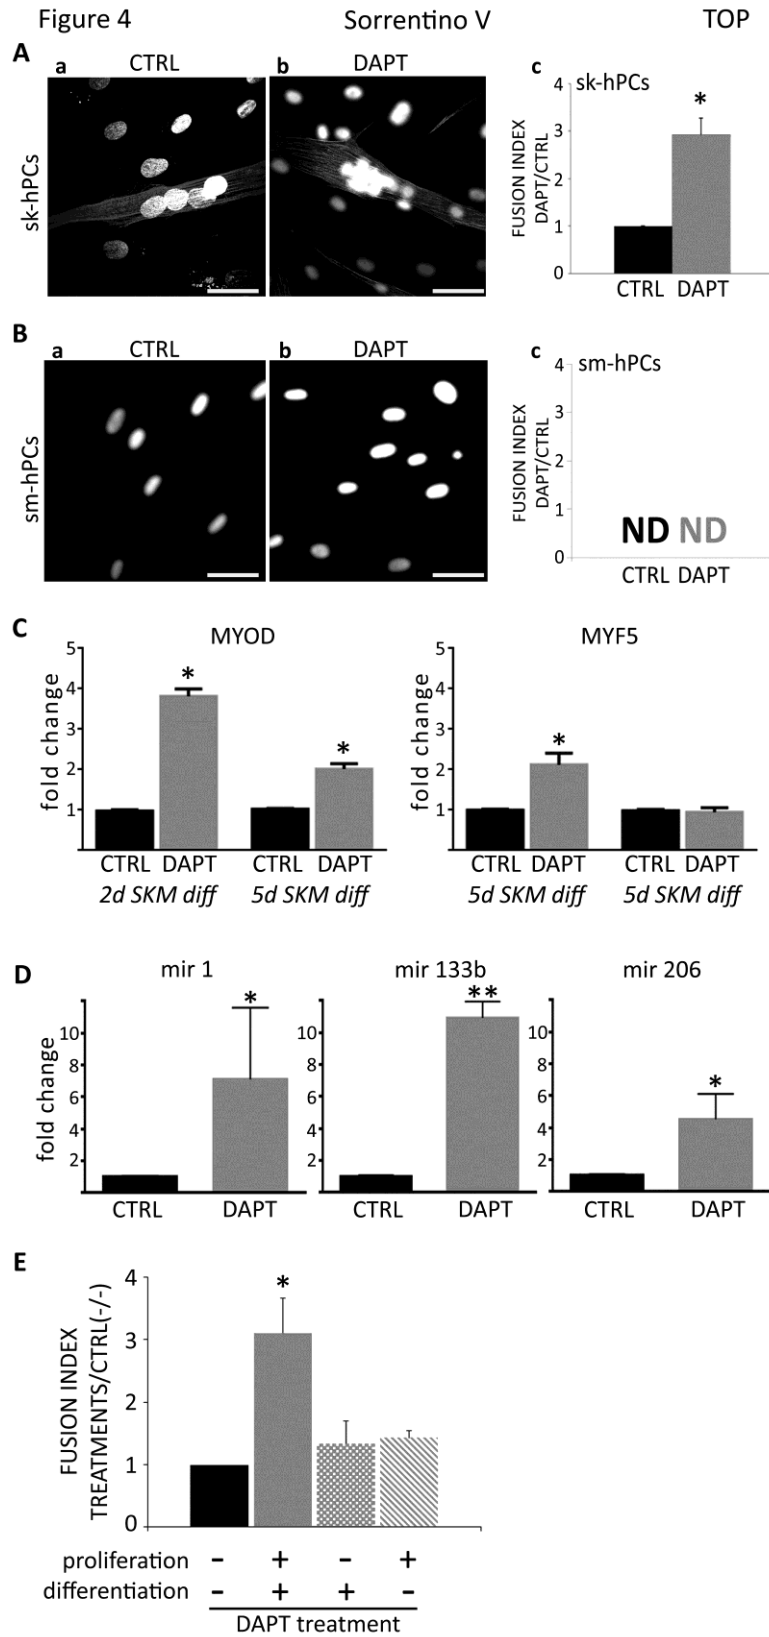 Figure 4 Sorrentino V TOP
A
a CTRL b DAPT c
sk-hPCs
sk-hPCs
FUSION INDEX
DAPT/CTRL
4
3
2
1
0
*
CTRL DAPT
B
a CTRL b DAPT c
sm-hPCs
sm-hPCs
FUSION INDEX
DAPT/CTRL
4
3
2
1
0
ND ND
CTRL DAPT
C
MYOD
fold change
5
4
3
2
1
*
*
CTRL DAPT CTRL DAPT
2d SKM diff 5d SKM diff
MYF5
fold change
5
4
3
2
1
*
CTRL DAPT CTRL DAPT
5d SKM diff 5d SKM diff
D
mir 1
fold change
10
8
6
4
2
*
CTRL DAPT
mir 133b
10
8
6
4
2
**
CTRL DAPT
mir 206
10
8
6
4
2
*
CTRL DAPT
E
FUSION INDEX
TREATMENTS/CTRL(-/-)
4
3
2
1
0
*
proliferation - + - +
differentiation - + + -
DAPT treatment